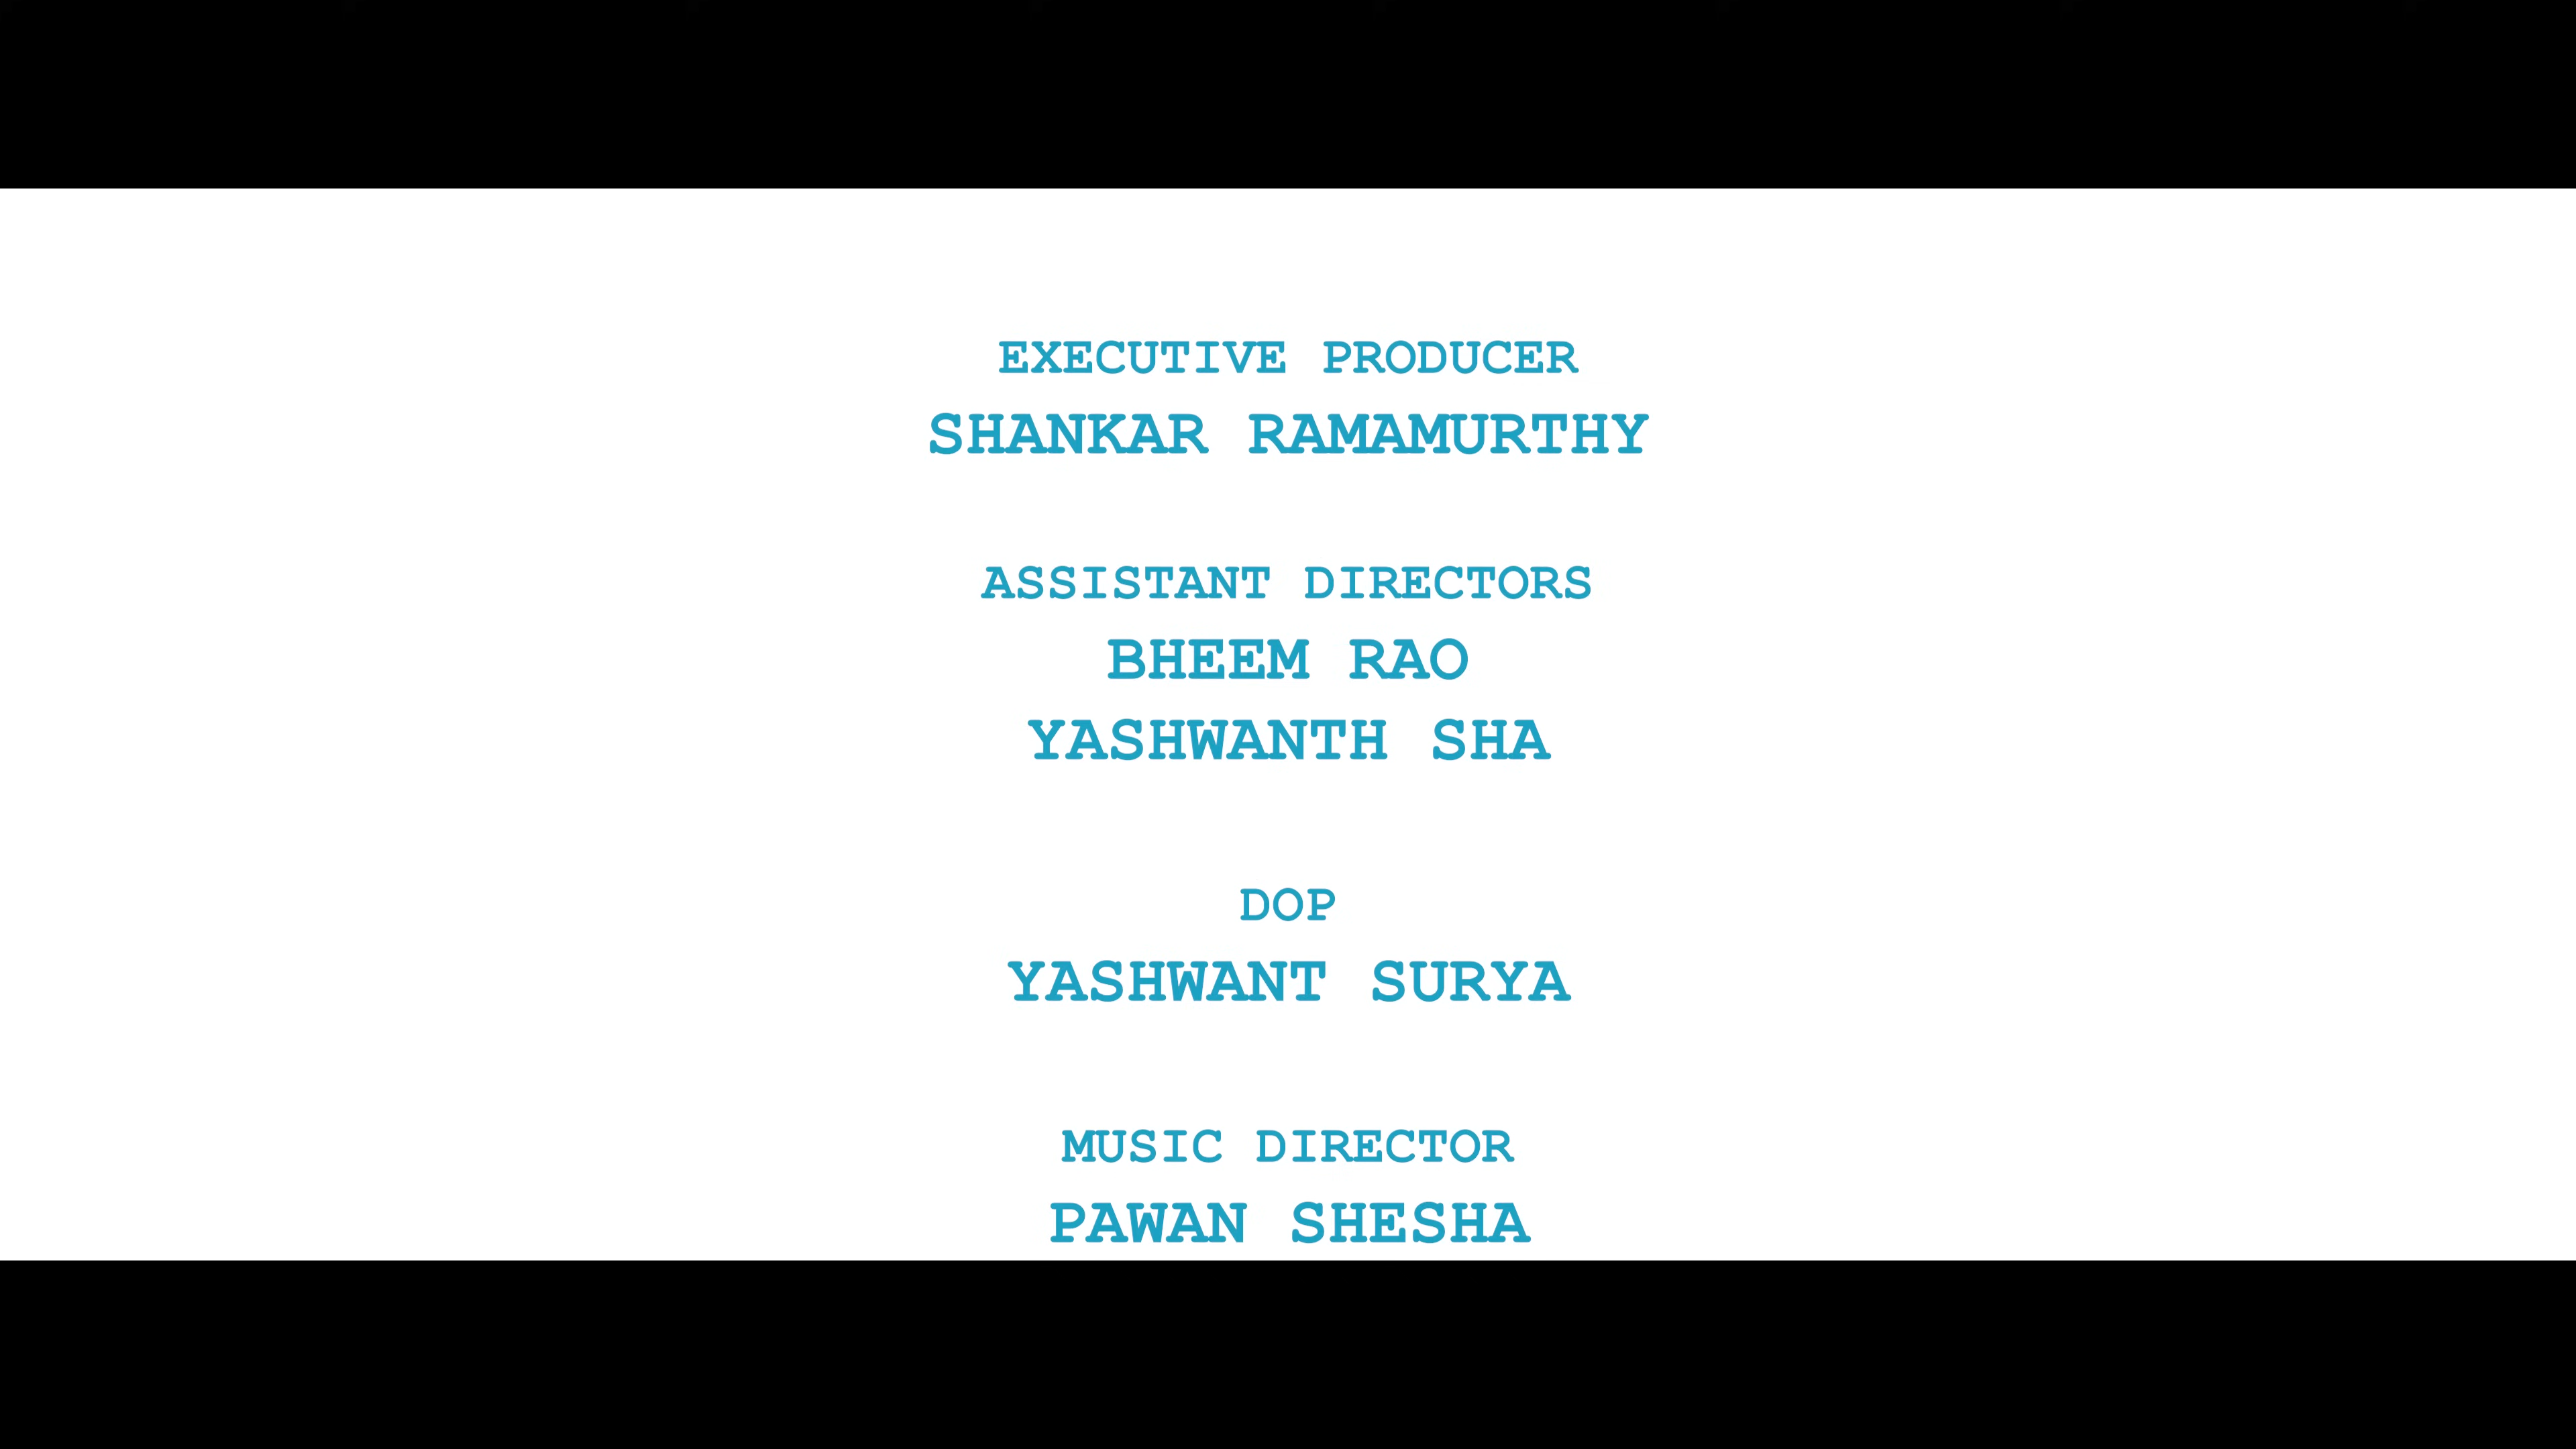 EXECUTIVE PRODUCER
SHANKAR RAMAMURTHY
ASSISTANT DIRECTORS
BHEEM RAO
YASHWANTH SHA
DOP
YASHWANT SURYA
MUSIC DIRECTOR
PAWAN SHESHA